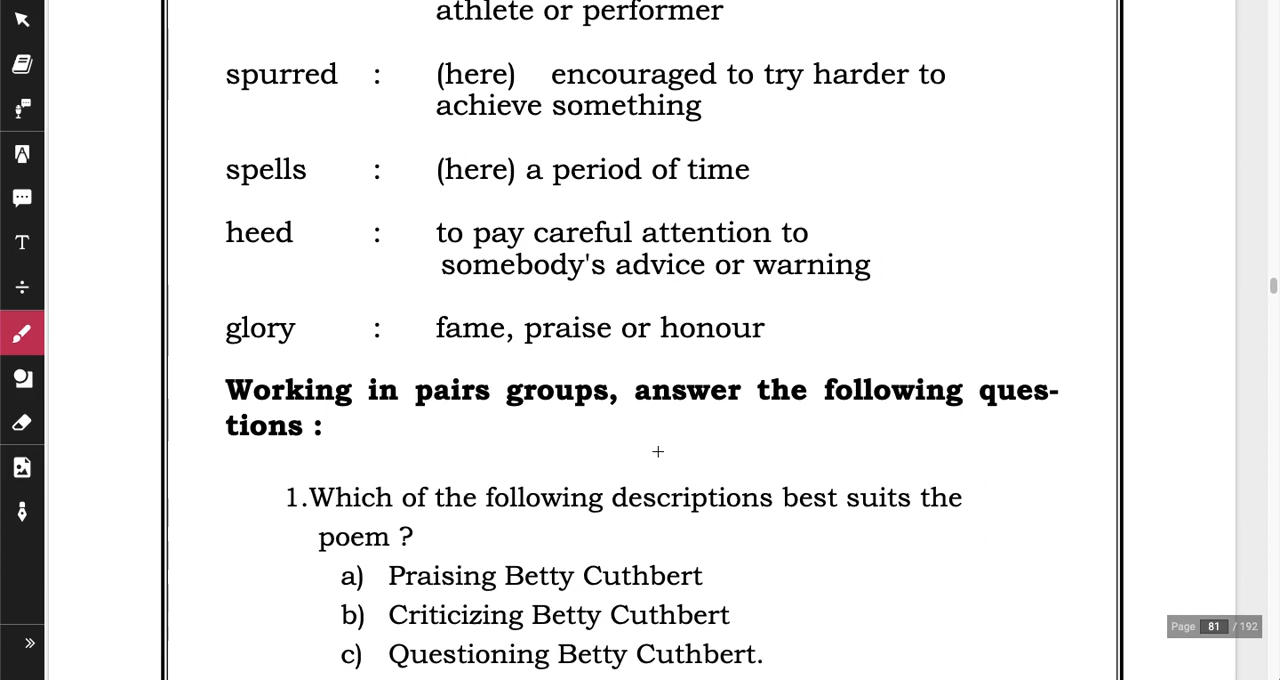 athlete or performer
spurred : (here) encouraged to try harder to
achieve something
spells : (here) a period of time
heed : to pay careful attention to
somebody's advice or warning
glory : fame, praise or honour
Working in pairs groups, answer the following ques-
tions :
1.Which of the following descriptions best suits the
poem ?
a) Praising Betty Cuthbert
b) Criticizing Betty Cuthbert
Page 81 / 192
c) Questioning Betty Cuthbert.